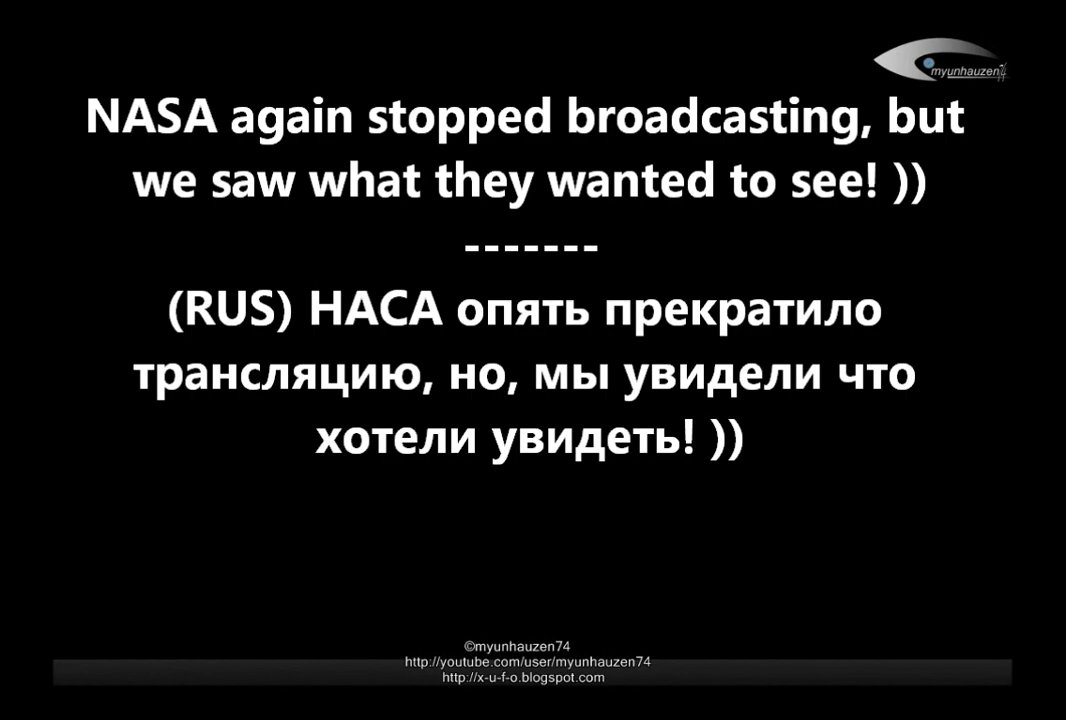 myunhauzen74
NASA again stopped broadcasting, but
we saw what they wanted to see! ))
-------
(RUS) НАСА опять прекратило
трансляцию, но, мы увидели что
хотели увидеть! ))
©myunhauzen74
http://youtube.com/user/myunhauzen74
http://x-u-f-o.blogspot.com